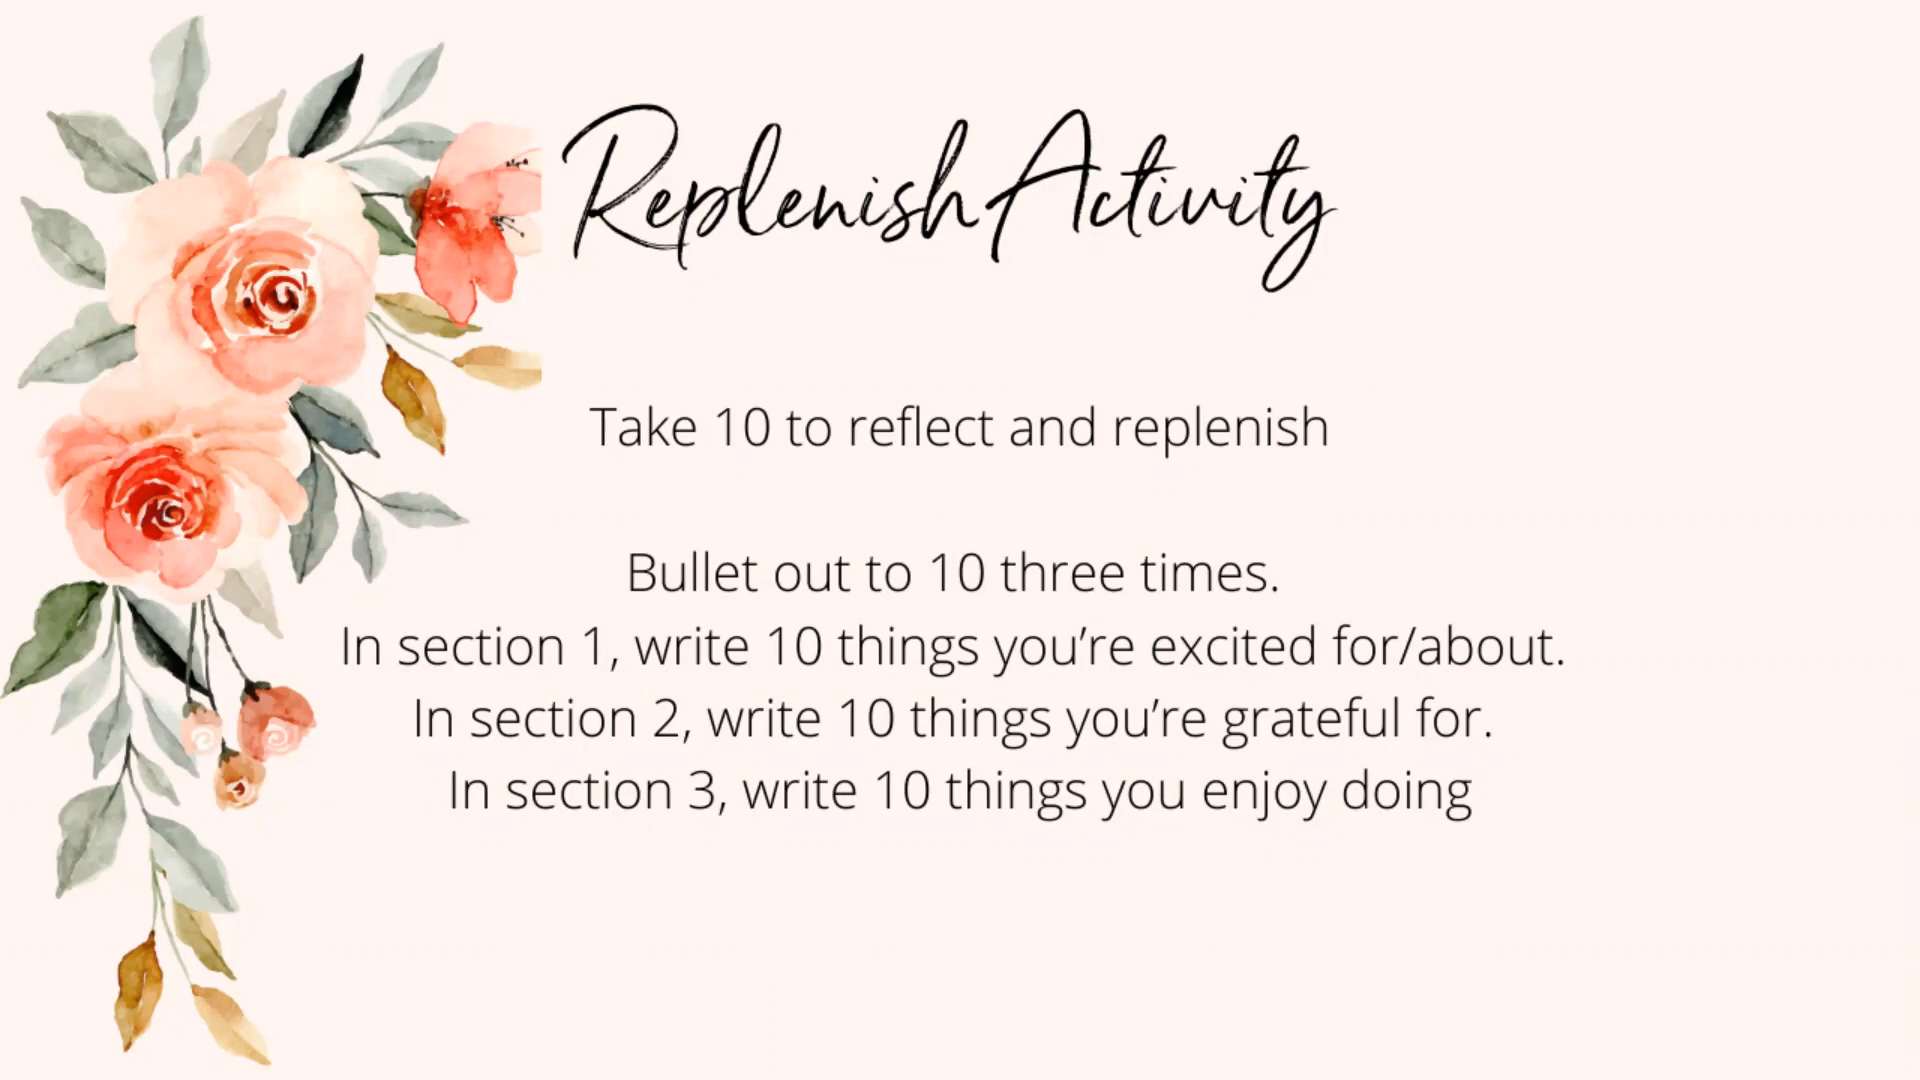 Replenish Activity
Take 10 to reflect and replenish
Bullet out to 10 three times.
In section 1, write 10 things you’re excited for/about.
In section 2, write 10 things you’re grateful for.
In section 3, write 10 things you enjoy doing